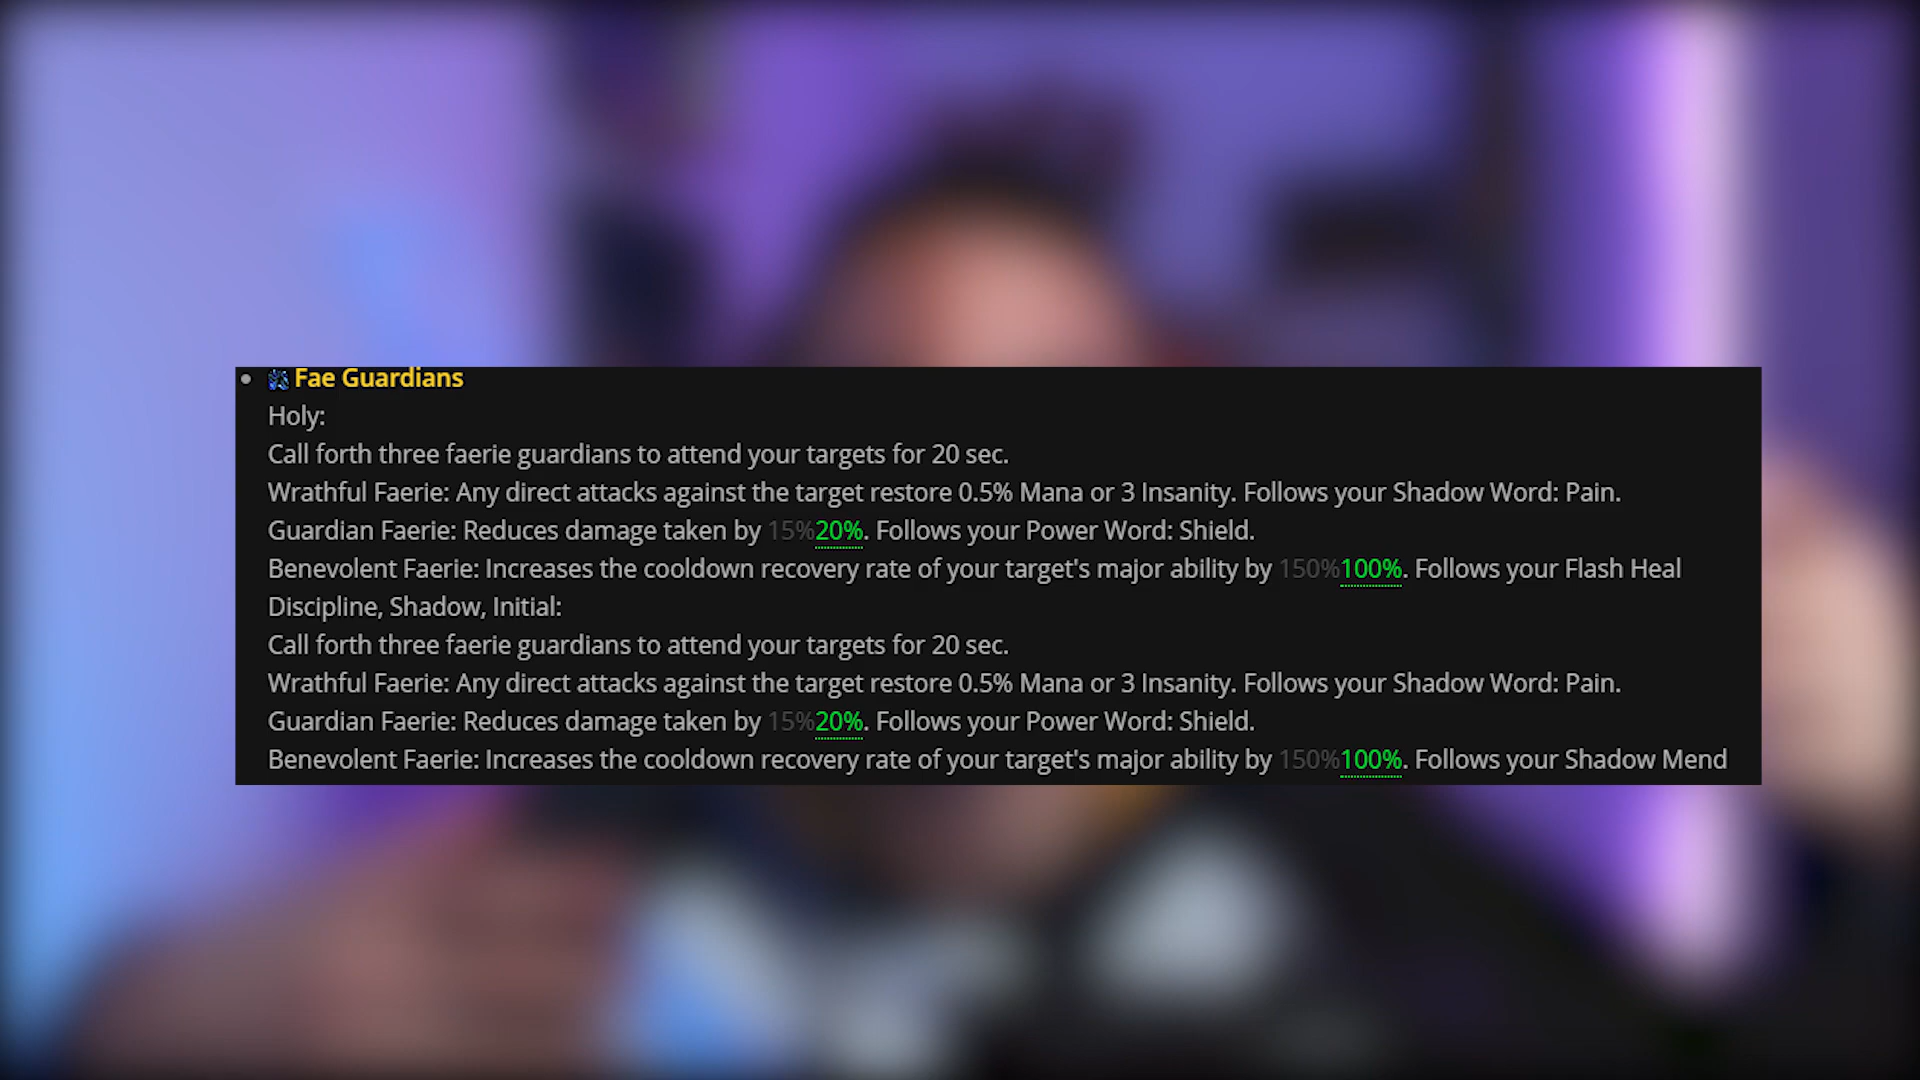 Fae Guardians
Holy:
Call forth three faerie guardians to attend your targets for 20 sec.
Wrathful Faerie: Any direct attacks against the target restore 0.5% Mana or 3 Insanity. Follows your Shadow Word: Pain.
Guardian Faerie: Reduces damage taken by 15%20%. Follows your Power Word: Shield.
Benevolent Faerie: Increases the cooldown recovery rate of your target's major ability by 150%100%. Follows your Flash Heal
Discipline, Shadow, Initial:
Call forth three faerie guardians to attend your targets for 20 sec.
Wrathful Faerie: Any direct attacks against the target restore 0.5% Mana or 3 Insanity. Follows your Shadow Word: Pain.
Guardian Faerie: Reduces damage taken by 15%20%. Follows your Power Word: Shield.
Benevolent Faerie: Increases the cooldown recovery rate of your target's major ability by 150%100%. Follows your Shadow Mend